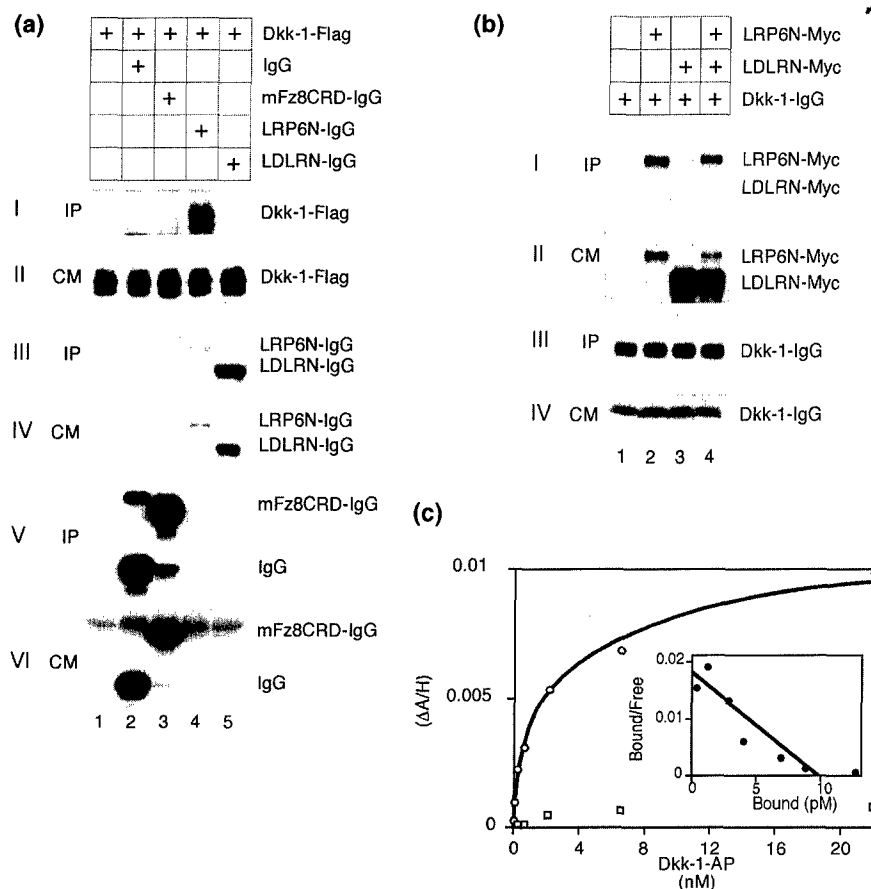 (a)
+ + + + + Dkk-1-Flag
+ IgG
+ mFz8CRD-IgG
+ LRP6N-IgG
+ LDLRN-IgG
I IP Dkk-1-Flag
II CM Dkk-1-Flag
III IP LRP6N-IgG
LDLRN-IgG
IV CM LRP6N-IgG
LDLRN-IgG
V IP mFz8CRD-IgG
IgG
VI CM mFz8CRD-IgG
IgG
1 2 3 4 5
(b)
+ + LRP6N-Myc
+ + LDLRN-Myc
+ + + + Dkk-1-IgG
I IP LRP6N-Myc
LDLRN-Myc
II CM LRP6N-Myc
LDLRN-Myc
III IP Dkk-1-IgG
IV CM Dkk-1-IgG
1 2 3 4
(c)
0.01
0.005
0
(ΔA/H)
0 4 8 12 16 20
Dkk-1-AP
(nM)
0.02
0.01
0
Bound/Free
0 5 10
Bound (pM)